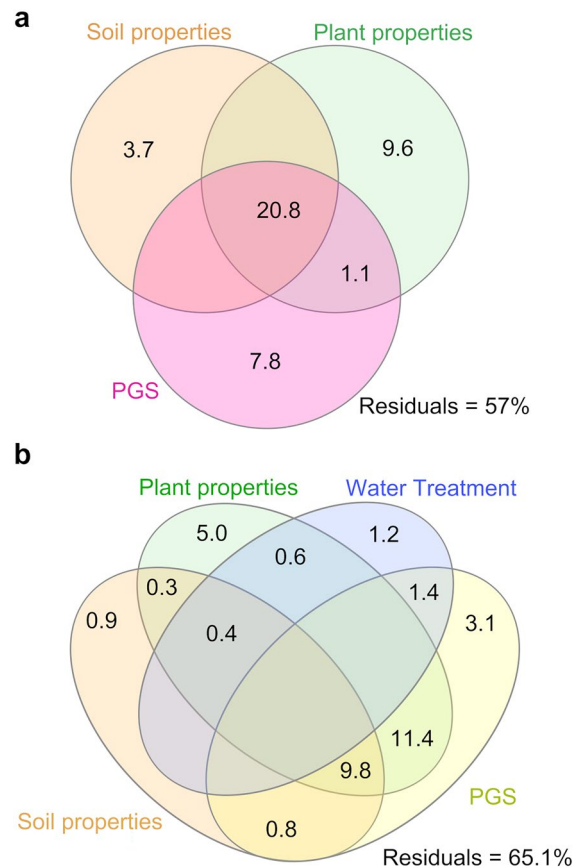 a
Soil properties
Plant properties
3.7
9.6
20.8
1.1
7.8
PGS
Residuals = 57%
b
Plant properties
Water Treatment
5.0
1.2
0.6
0.3
1.4
0.9
3.1
0.4
11.4
9.8
PGS
Soil properties
0.8
Residuals = 65.1%